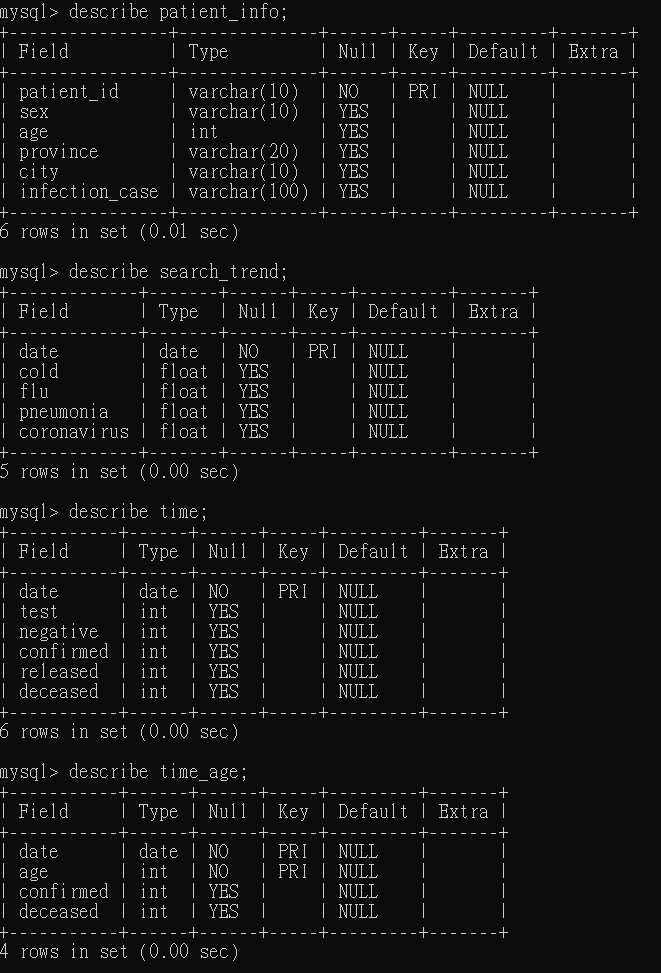 mysql> describe patient_info;
+----------------+--------------+------+-----+---------+-------+
| Field          | Type         | Null | Key | Default | Extra |
+----------------+--------------+------+-----+---------+-------+
| patient_id     | varchar(10)  | NO   | PRI | NULL    |       |
| sex            | varchar(10)  | YES  |     | NULL    |       |
| age            | int          | YES  |     | NULL    |       |
| province       | varchar(20)  | YES  |     | NULL    |       |
| city           | varchar(10)  | YES  |     | NULL    |       |
| infection_case | varchar(100) | YES  |     | NULL    |       |
+----------------+--------------+------+-----+---------+-------+
6 rows in set (0.01 sec)

mysql> describe search_trend;
+-------------+-------+------+-----+---------+-------+
| Field       | Type  | Null | Key | Default | Extra |
+-------------+-------+------+-----+---------+-------+
| date        | date  | NO   | PRI | NULL    |       |
| cold        | float | YES  |     | NULL    |       |
| flu         | float | YES  |     | NULL    |       |
| pneumonia   | float | YES  |     | NULL    |       |
| coronavirus | float | YES  |     | NULL    |       |
+-------------+-------+------+-----+---------+-------+
5 rows in set (0.00 sec)

mysql> describe time;
+-----------+------+------+-----+---------+-------+
| Field     | Type | Null | Key | Default | Extra |
+-----------+------+------+-----+---------+-------+
| date      | date | NO   | PRI | NULL    |       |
| test      | int  | YES  |     | NULL    |       |
| negative  | int  | YES  |     | NULL    |       |
| confirmed | int  | YES  |     | NULL    |       |
| released  | int  | YES  |     | NULL    |       |
| deceased  | int  | YES  |     | NULL    |       |
+-----------+------+------+-----+---------+-------+
6 rows in set (0.00 sec)

mysql> describe time_age;
+-----------+------+------+-----+---------+-------+
| Field     | Type | Null | Key | Default | Extra |
+-----------+------+------+-----+---------+-------+
| date      | date | NO   | PRI | NULL    |       |
| age       | int  | NO   | PRI | NULL    |       |
| confirmed | int  | YES  |     | NULL    |       |
| deceased  | int  | YES  |     | NULL    |       |
+-----------+------+------+-----+---------+-------+
4 rows in set (0.00 sec)